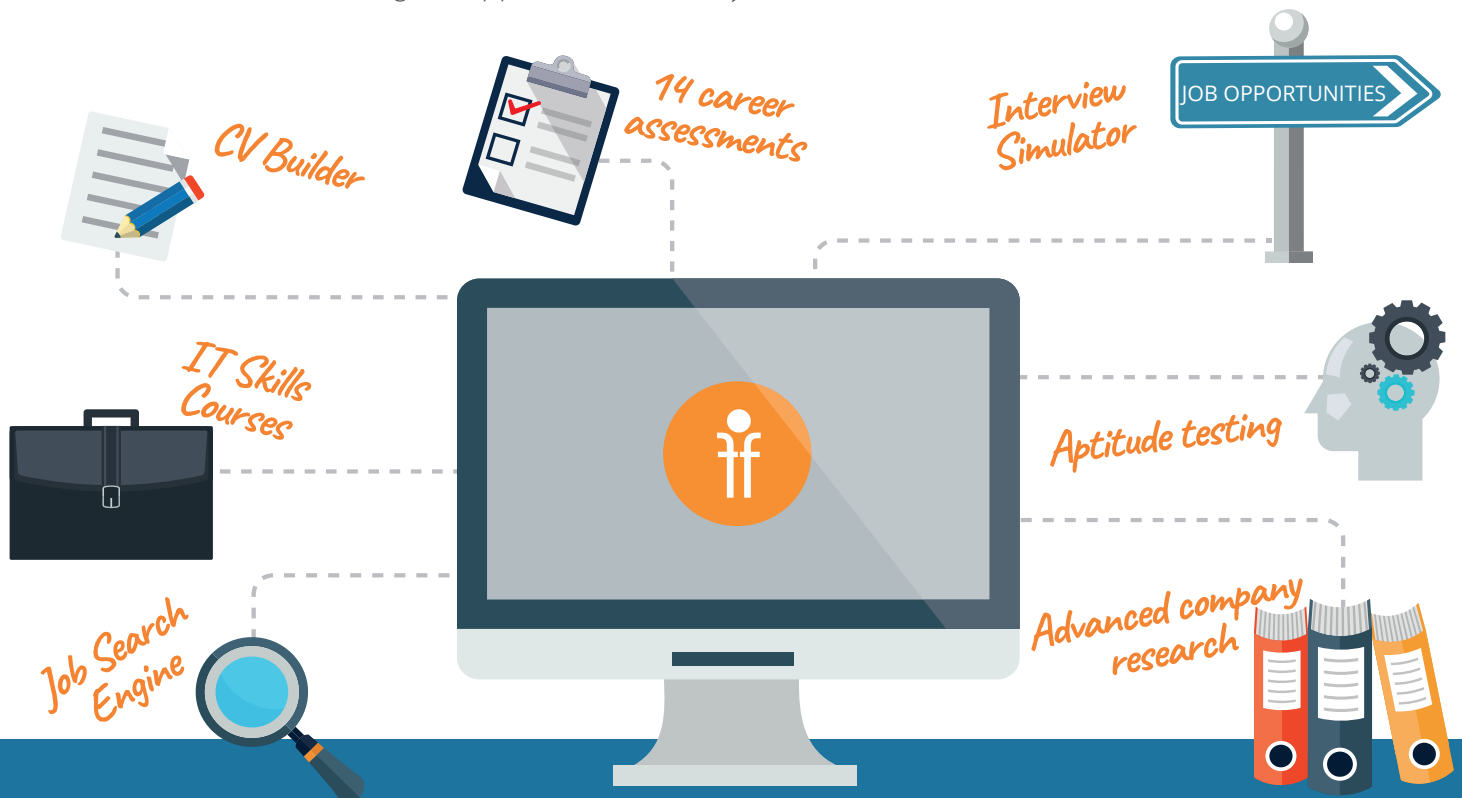 14 career
assessments
Interview
Simulator
JOB OPPORTUNITIES
CV Builder
IT Skills
Courses
Aptitude testing
Job Search
Engine
Advanced company
research